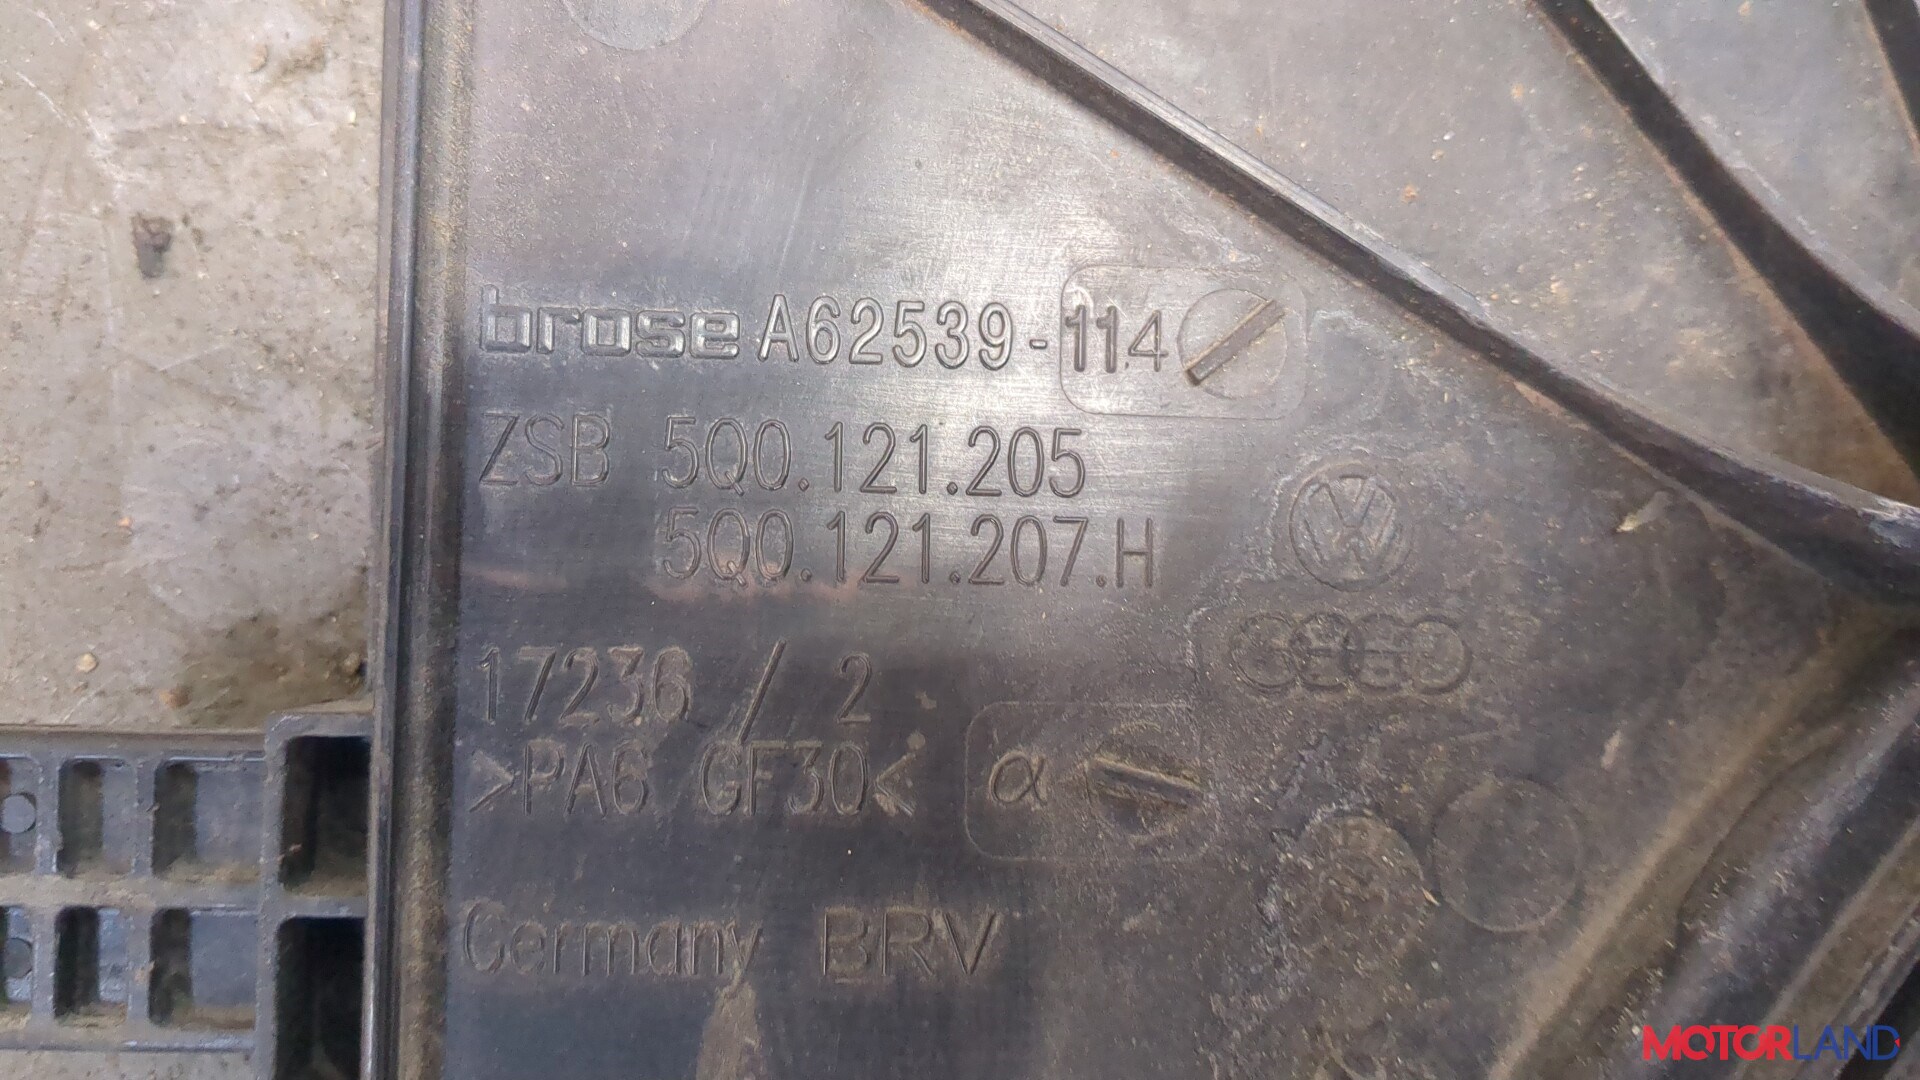 brose A62539-114
ZSB 5Q0.121.205
5Q0.121.207.H
17236 / 2
>PA6 GF30< α
Germany BRV
MOTORLAND